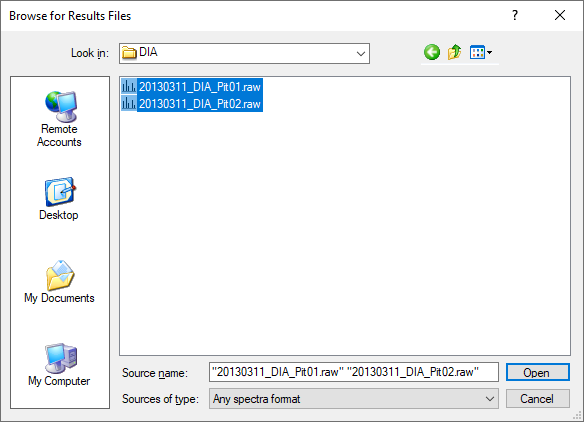 Browse for Results Files
Look in: DIA
20130311_DIA_Pit01.raw
20130311_DIA_Pit02.raw
Remote
Accounts
Desktop
My Documents
My Computer
Source name: "20130311_DIA_Pit01.raw" "20130311_DIA_Pit02.raw" Open
Sources of type: Any spectra format Cancel